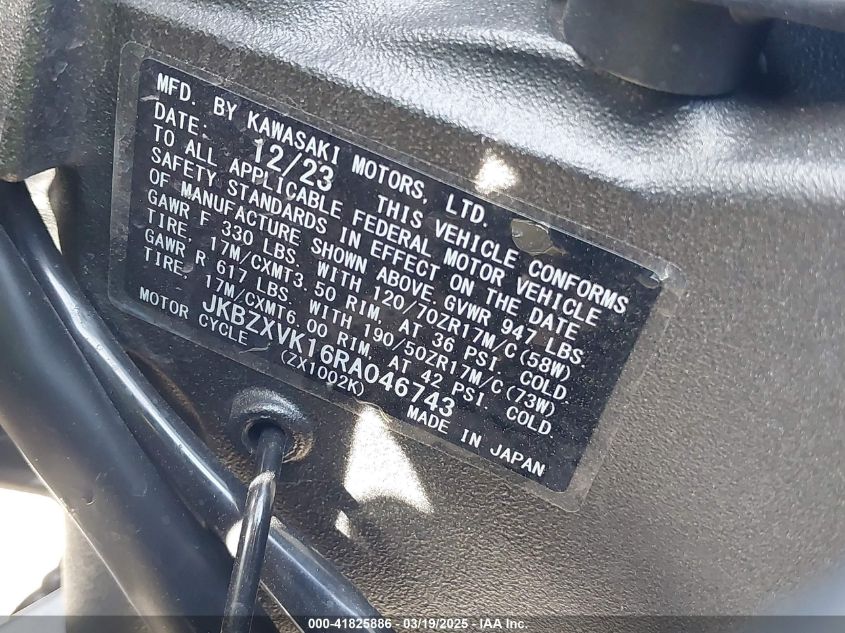 MFD. BY KAWASAKI MOTORS, LTD.
DATE: 12/23 THIS VEHICLE CONFORMS
TO ALL APPLICABLE FEDERAL MOTOR VEHICLE
SAFETY STANDARDS IN EFFECT ON THE DATE
OF MANUFACTURE SHOWN ABOVE. GVWR 947 LBS.
GAWR F 330 LBS. WITH 120/70ZR17M/C(58W)
TIRE, 17M/CXMT3.50 RIM. AT 36 PSI. COLD.
GAWR R 617 LBS. WITH 190/50ZR17M/C(73W)
TIRE, 17M/CXMT6.00 RIM. AT 42 PSI. COLD.
JKBZXVK16RA046743
MOTOR CYCLE (ZX1002K) MADE IN JAPAN
000-41825886 - 03/19/2025 - IAA Inc.